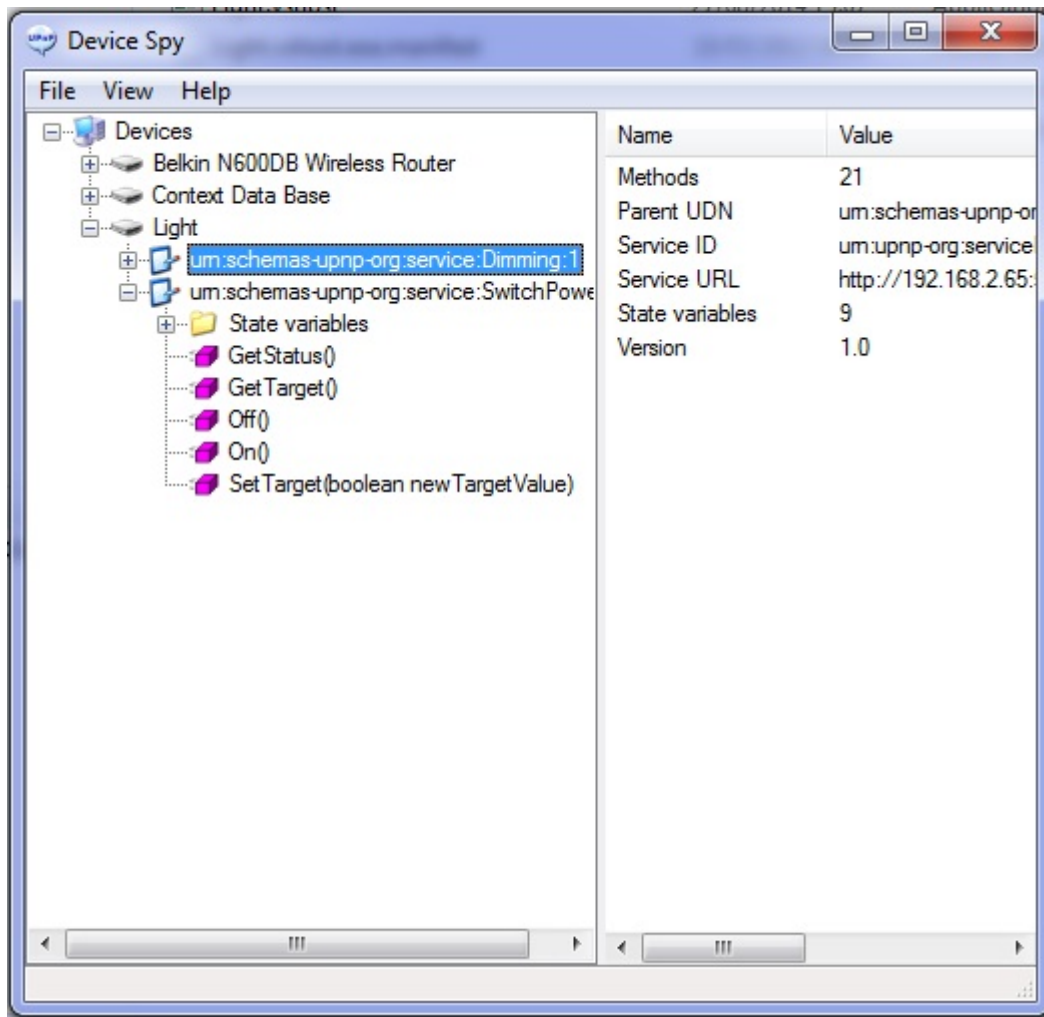 Device Spy
File View Help
Devices
Belkin N600DB Wireless Router
Context Data Base
Light
urn:schemas-upnp-org:service:Dimming:1
urn:schemas-upnp-org:service:SwitchPowe
State variables
GetStatus()
GetTarget()
Off()
On()
SetTarget(boolean newTargetValue)
Name Value
Methods 21
Parent UDN urn:schemas-upnp-or
Service ID urn:upnp-org:service
Service URL http://192.168.2.65:
State variables 9
Version 1.0